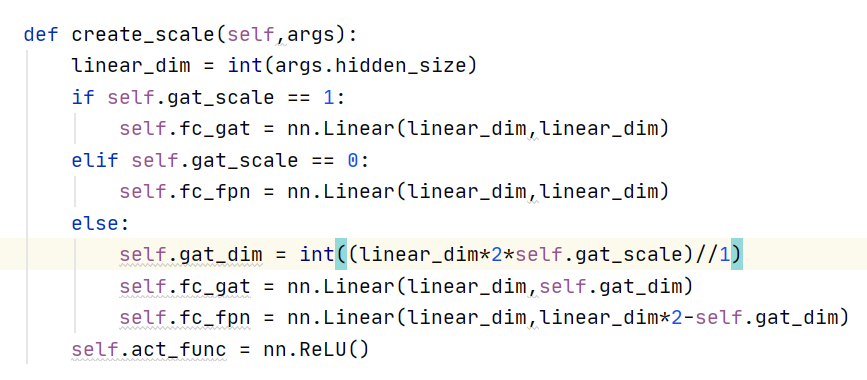 def create_scale(self,args):
    linear_dim = int(args.hidden_size)
    if self.gat_scale == 1:
        self.fc_gat = nn.Linear(linear_dim,linear_dim)
    elif self.gat_scale == 0:
        self.fc_fpn = nn.Linear(linear_dim,linear_dim)
    else:
        self.gat_dim = int((linear_dim*2*self.gat_scale)//1)
        self.fc_gat = nn.Linear(linear_dim,self.gat_dim)
        self.fc_fpn = nn.Linear(linear_dim,linear_dim*2-self.gat_dim)
    self.act_func = nn.ReLU()